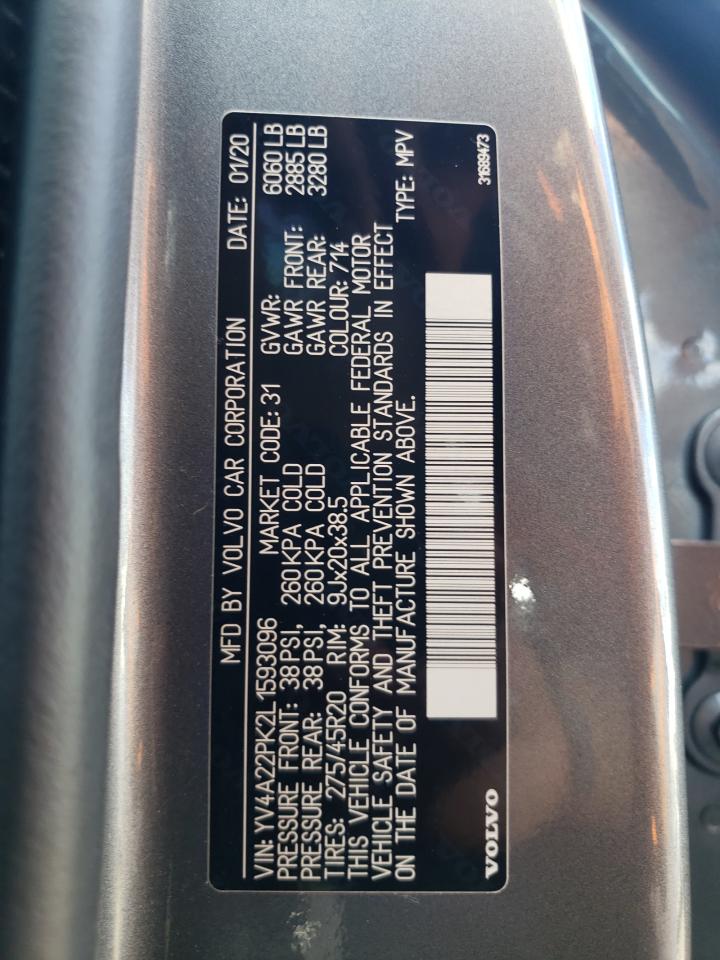 MFD BY VOLVO CAR CORPORATION DATE: 01/20
VIN: YV4A22PK2L1593096 MARKET CODE: 31 GVWR: 6060 LB
PRESSURE FRONT: 38 PSI, 260 KPA COLD GAWR FRONT: 2885 LB
PRESSURE REAR: 38 PSI, 260 KPA COLD GAWR REAR: 3280 LB
TIRES: 275/45R20 RIM: 9Jx20x38.5 COLOUR: 714
THIS VEHICLE CONFORMS TO ALL APPLICABLE FEDERAL MOTOR
VEHICLE SAFETY AND THEFT PREVENTION STANDARDS IN EFFECT
ON THE DATE OF MANUFACTURE SHOWN ABOVE. TYPE: MPV
VOLVO 31689473